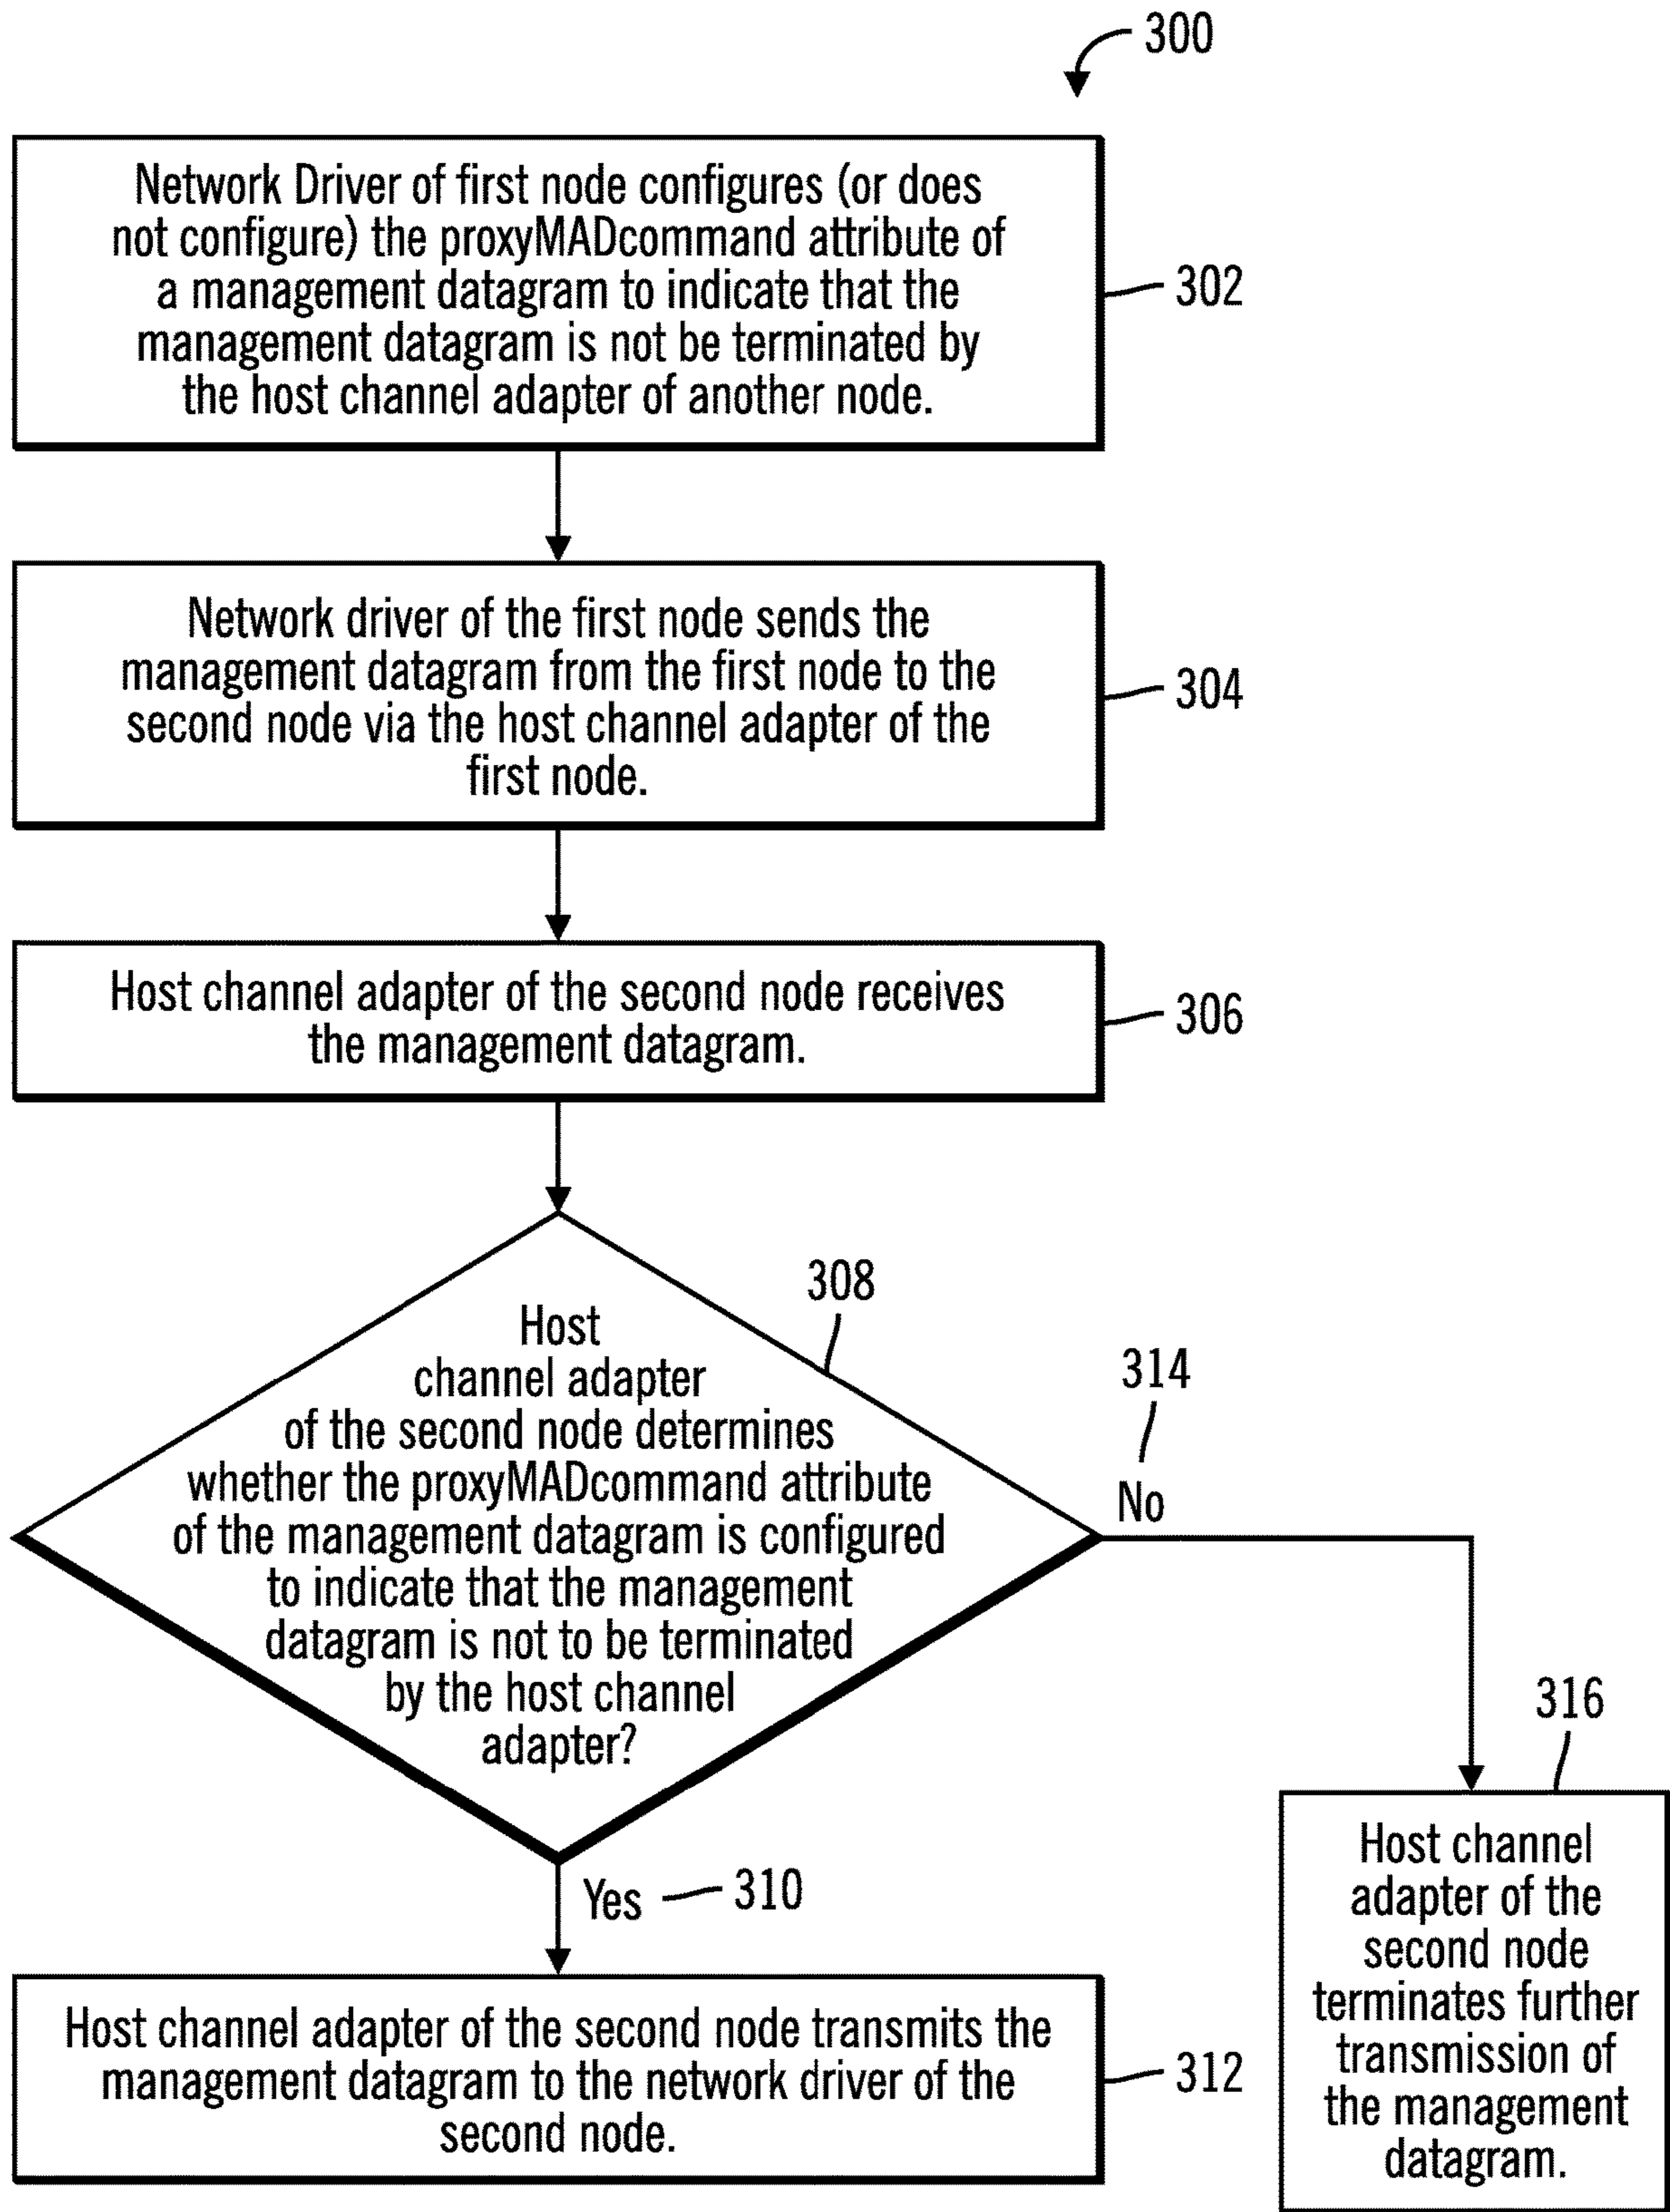 300
Network Driver of first node configures (or does
not configure) the proxyMADcommand attribute of
a management datagram to indicate that the
management datagram is not be terminated by
the host channel adapter of another node.
302
Network driver of the first node sends the
management datagram from the first node to the
second node via the host channel adapter of the
first node.
304
Host channel adapter of the second node receives
the management datagram.
306
308
Host
channel adapter
of the second node determines
whether the proxyMADcommand attribute
of the management datagram is configured
to indicate that the management
datagram is not to be terminated
by the host channel
adapter?
314
No
Yes
310
Host channel adapter of the second node transmits the
management datagram to the network driver of the
second node.
312
316
Host channel
adapter of the
second node
terminates further
transmission of
the management
datagram.